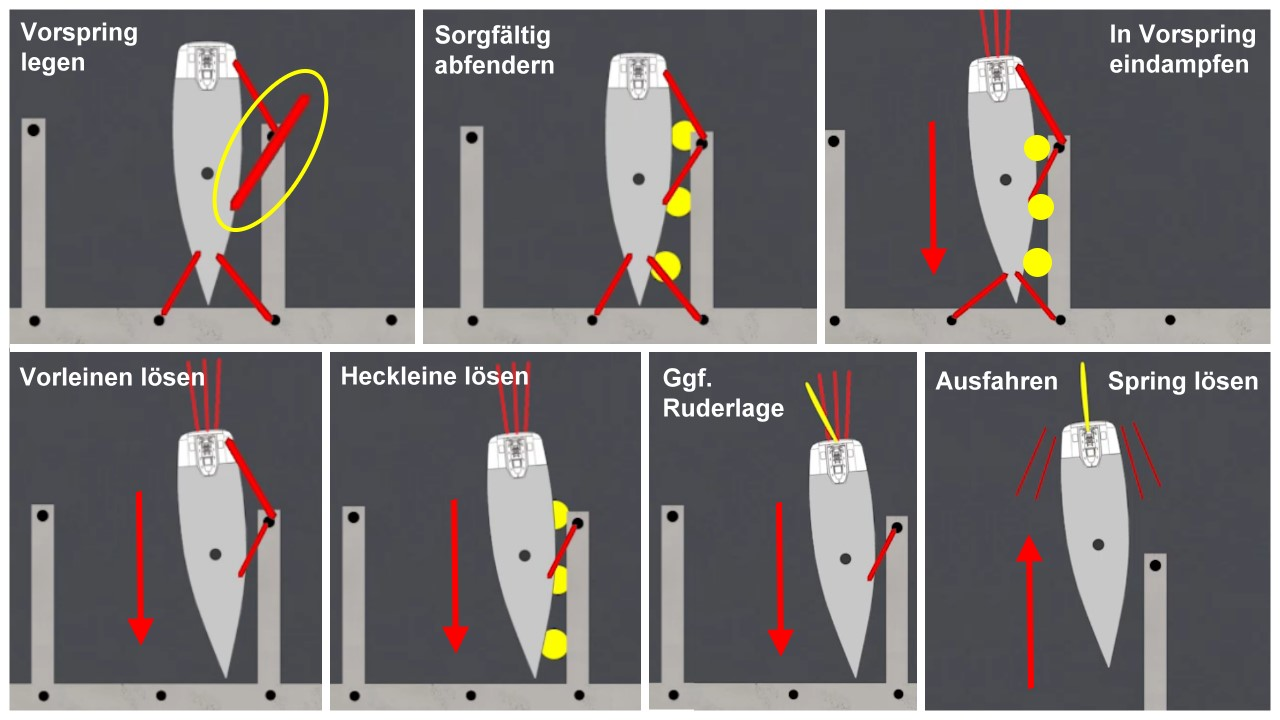 Vorspring
legen
Sorgfältig
abfendern
In Vorspring
eindampfen
Vorleinen lösen
Heckleine lösen
Ggf.
Ruderlage
Ausfahren
Spring lösen